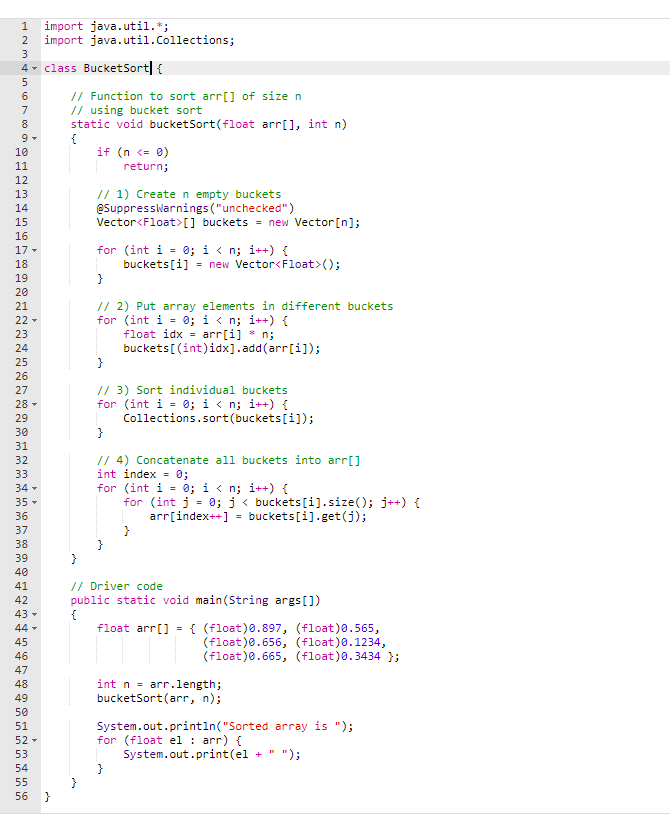 1 import java.util.*;
2 import java.util.Collections;
3
4 class BucketSort {
5
6     // Function to sort arr[] of size n
7     // using bucket sort
8     static void bucketSort(float arr[], int n)
9     {
10         if (n <= 0)
11             return;
12
13         // 1) Create n empty buckets
14         @SuppressWarnings("unchecked")
15         Vector<Float>[] buckets = new Vector[n];
16
17         for (int i = 0; i < n; i++) {
18             buckets[i] = new Vector<Float>();
19         }
20
21         // 2) Put array elements in different buckets
22         for (int i = 0; i < n; i++) {
23             float idx = arr[i] * n;
24             buckets[(int)idx].add(arr[i]);
25         }
26
27         // 3) Sort individual buckets
28         for (int i = 0; i < n; i++) {
29             Collections.sort(buckets[i]);
30         }
31
32         // 4) Concatenate all buckets into arr[]
33         int index = 0;
34         for (int i = 0; i < n; i++) {
35             for (int j = 0; j < buckets[i].size(); j++) {
36                 arr[index++] = buckets[i].get(j);
37             }
38         }
39     }
40
41     // Driver code
42     public static void main(String args[])
43     {
44         float arr[] = { (float)0.897, (float)0.565,
45                         (float)0.656, (float)0.1234,
46                         (float)0.665, (float)0.3434 };
47
48         int n = arr.length;
49         bucketSort(arr, n);
50
51         System.out.println("Sorted array is ");
52         for (float el : arr) {
53             System.out.print(el + " ");
54         }
55     }
56 }